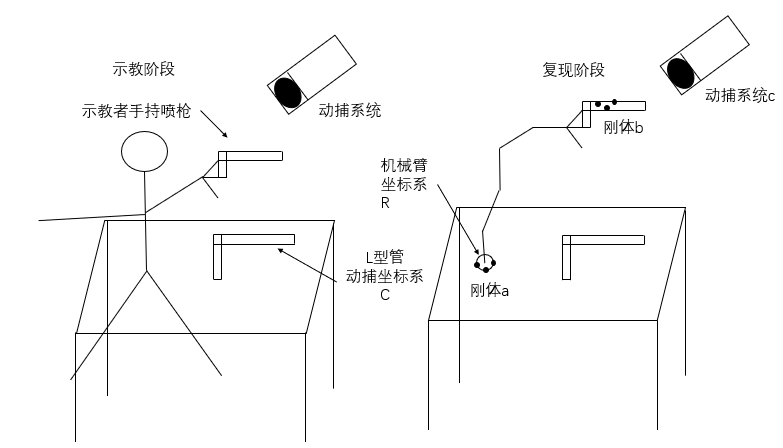 示教阶段
示教者手持喷枪
动捕系统
L型管
动捕坐标系
C
复现阶段
动捕系统c
刚体b
机械臂
坐标系
R
刚体a